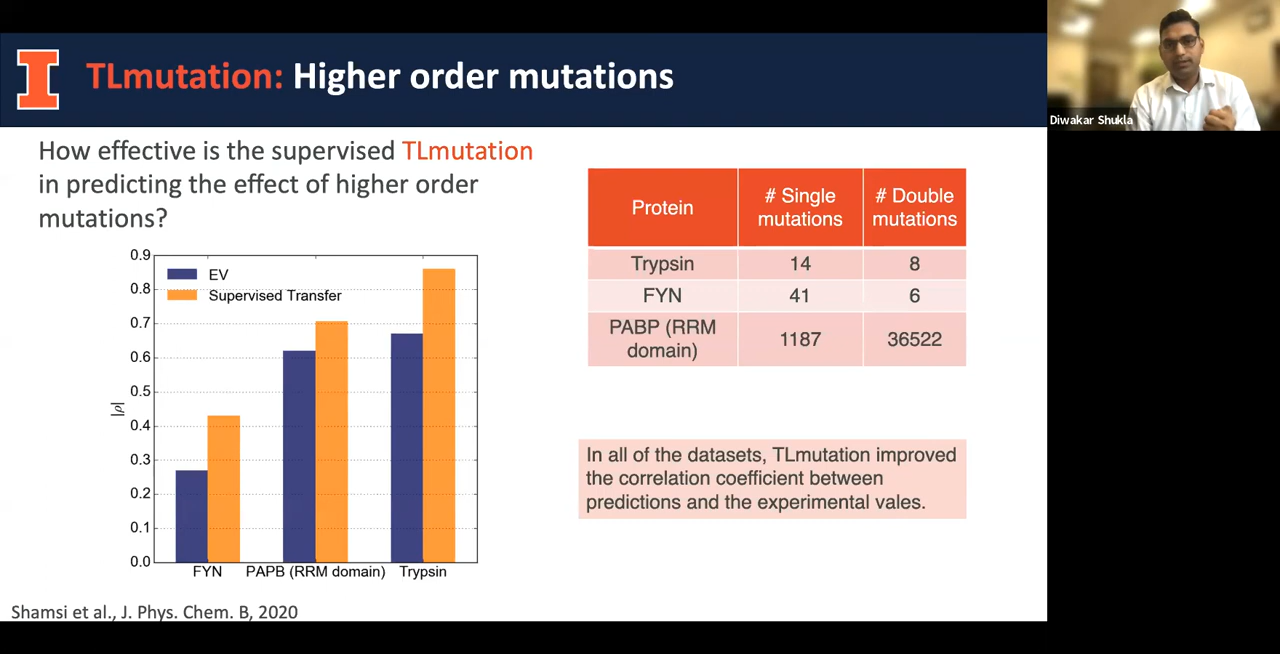 TLmutation: Higher order mutations
Diwakar Shukla
How effective is the supervised TLmutation
in predicting the effect of higher order
mutations?
0.9
0.8
0.7
0.6
0.5
0.4
0.3
0.2
0.1
0.0
|ρ|
EV
Supervised Transfer
FYN
PAPB (RRM domain)
Trypsin
Protein
# Single
mutations
# Double
mutations
Trypsin 14 8
FYN 41 6
PABP (RRM
domain)
1187 36522
In all of the datasets, TLmutation improved
the correlation coefficient between
predictions and the experimental vales.
Shamsi et al., J. Phys. Chem. B, 2020